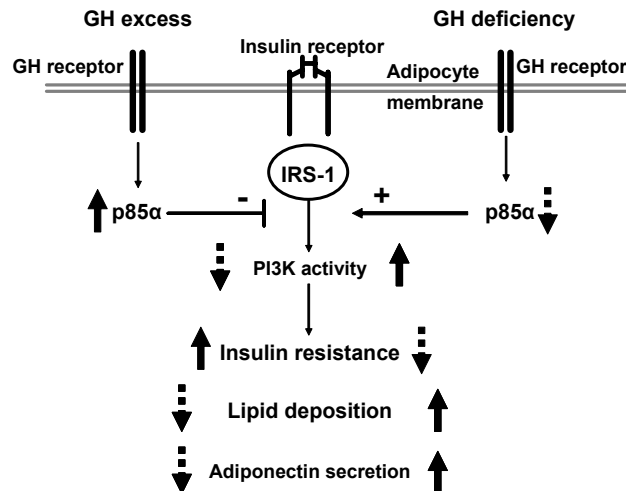 GH excess
GH deficiency
Insulin receptor
GH receptor
Adipocyte
membrane
GH receptor
IRS-1
p85α
-
+
p85α
PI3K activity
Insulin resistance
Lipid deposition
Adiponectin secretion